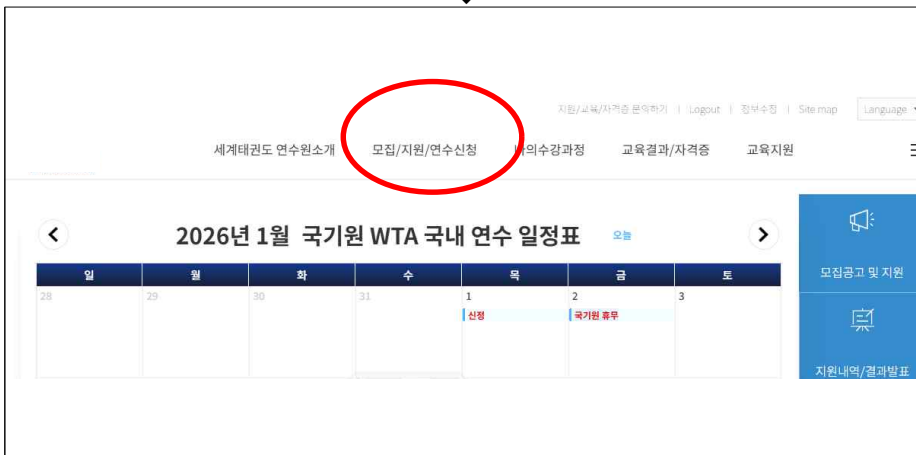 지원/교육/자격증 문의하기 | Logout | 정보수정 | Site map Language
세계태권도 연수원소개 모집/지원/연수신청 나의수강과정 교육결과/자격증 교육지원
2026년 1월 국기원 WTA 국내 연수 일정표 오늘
일 월 화 수 목 금 토
28 29 30 31 1 2 3
신정 국기원 휴무
모집공고 및 지원
지원내역/결과발표